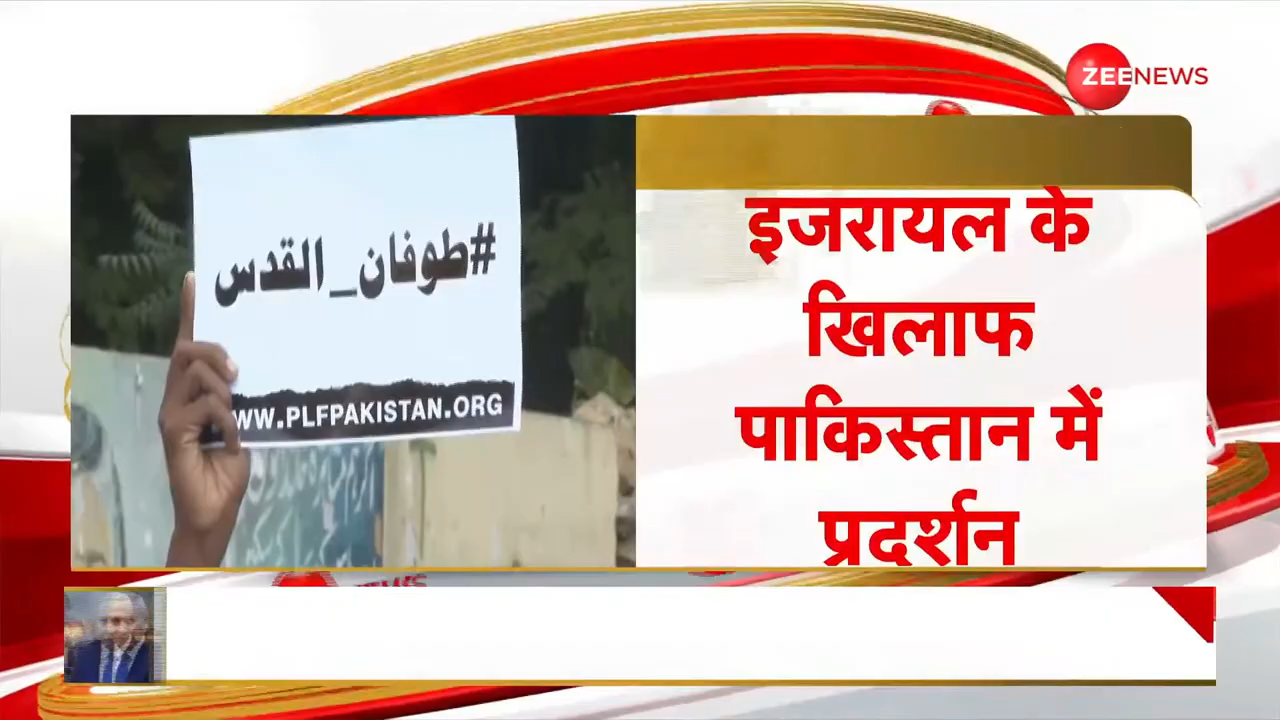 ZEENEWS
#طوفان_القدس
WWW.PLFPAKISTAN.ORG
इजरायल के
खिलाफ
पाकिस्तान में
प्रदर्शन